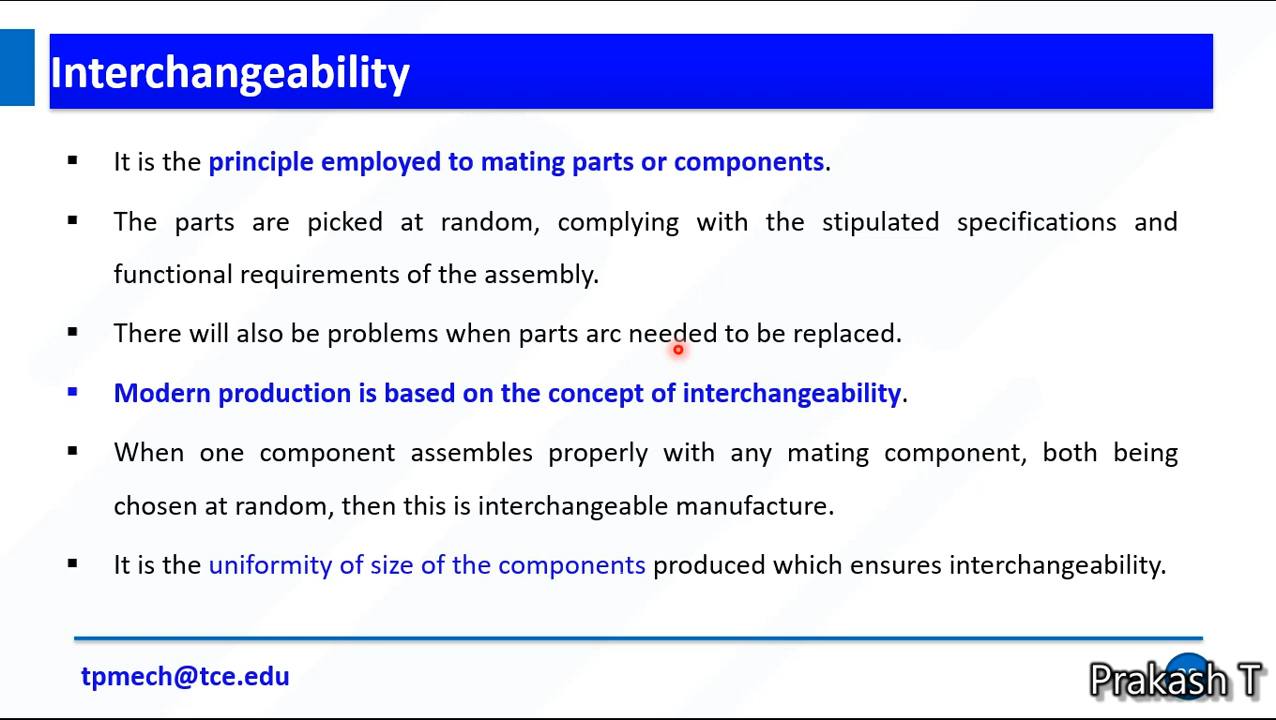 Interchangeability
▪ It is the principle employed to mating parts or components.
▪ The parts are picked at random, complying with the stipulated specifications and
functional requirements of the assembly.
▪ There will also be problems when parts arc needed to be replaced.
▪ Modern production is based on the concept of interchangeability.
▪ When one component assembles properly with any mating component, both being
chosen at random, then this is interchangeable manufacture.
▪ It is the uniformity of size of the components produced which ensures interchangeability.
tpmech@tce.edu
Prakash T